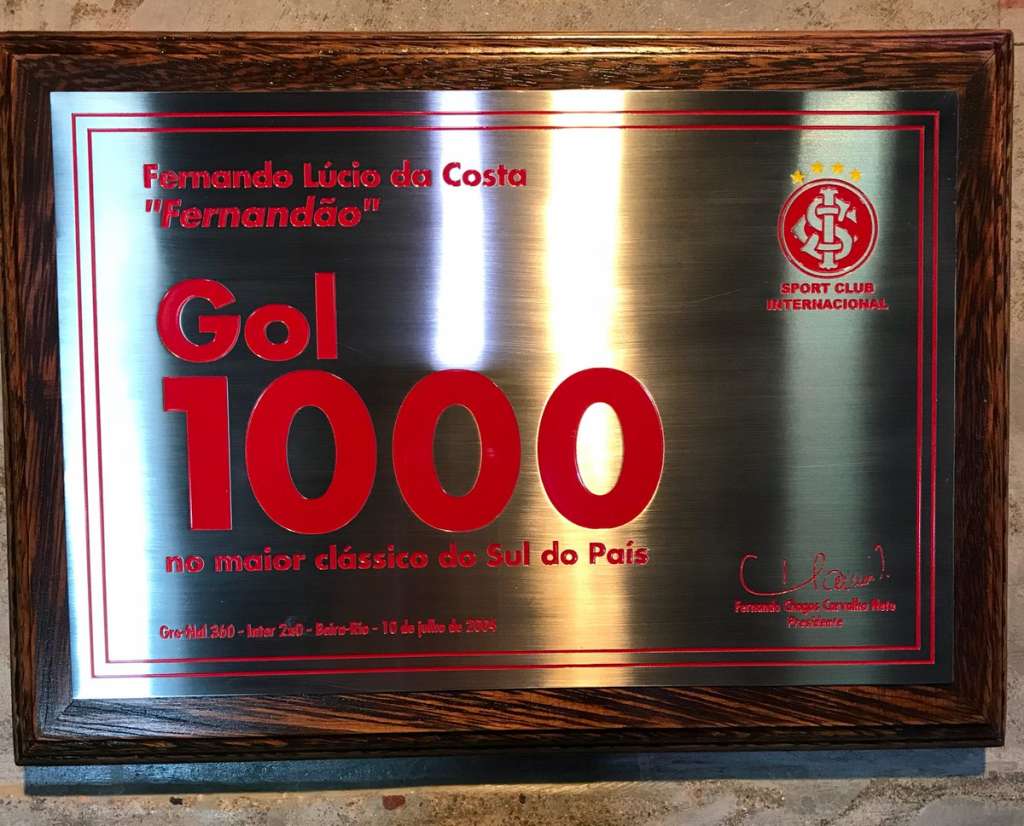 Fernando Lúcio da Costa
"Fernandão"
Gol
1000
no maior clássico do Sul do País
Gre-Nal 360 - Inter 2x0 - Beira-Rio - 10 de julho de 2004
SPORT CLUB
INTERNACIONAL
Fernando Chagas Carvalho Neto
Presidente